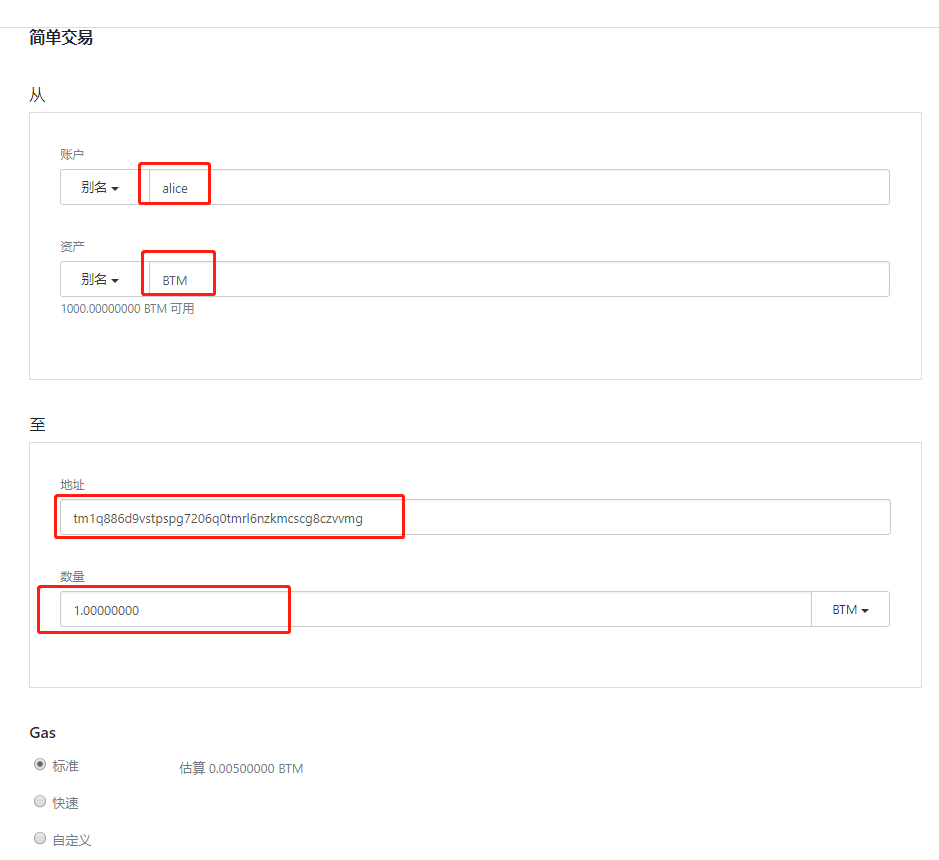 简单交易
从
账户
别名 alice
资产
别名 BTM
1000.00000000 BTM 可用
至
地址
tm1q886d9vstpspg7206q0tmrl6nzkmcscg8czvvmg
数量
1.00000000 BTM
Gas
标准 估算 0.00500000 BTM
快速
自定义